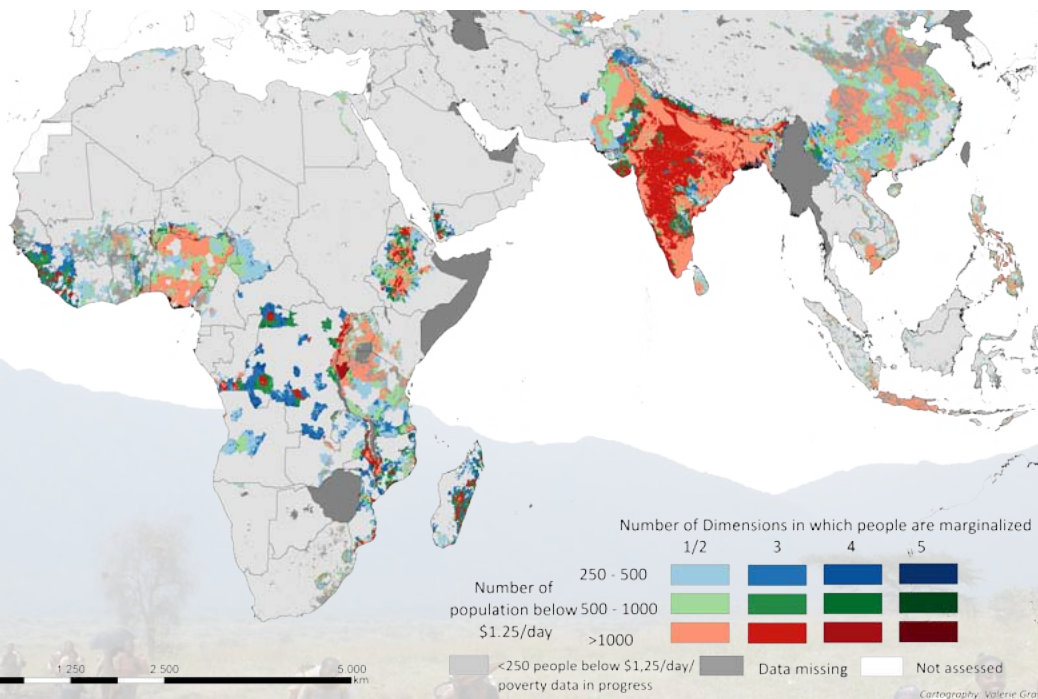 Number of Dimensions in which people are marginalized
1/2 3 4 5
250 - 500
Number of
population below
$1.25/day
500 - 1000
>1000
<250 people below $1,25/day/
poverty data in progress
Data missing
Not assessed
1 250 2 500 5 000
km
Cartography: Valerie Gra